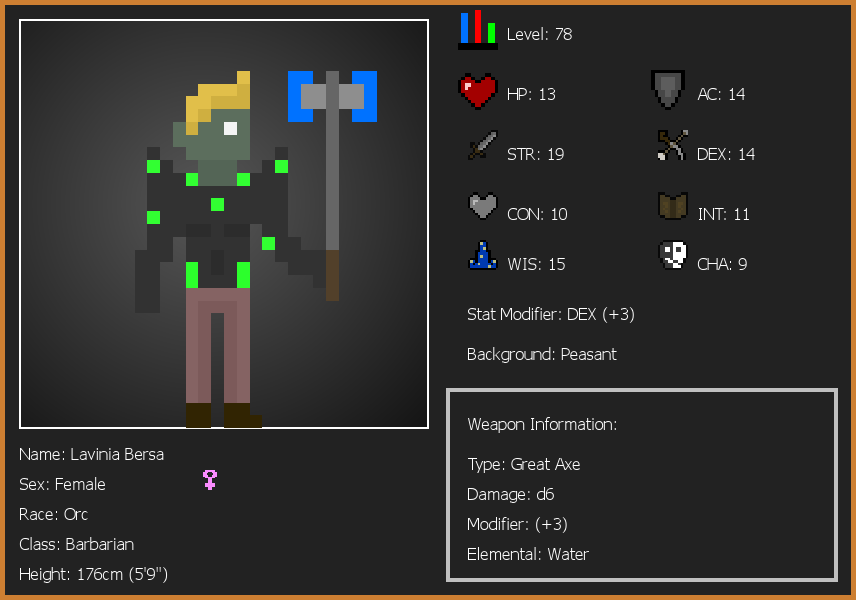 Level: 78
HP: 13
AC: 14
STR: 19
DEX: 14
CON: 10
INT: 11
WIS: 15
CHA: 9
Stat Modifier: DEX (+3)
Background: Peasant
Weapon Information:
Type: Great Axe
Damage: d6
Modifier: (+3)
Elemental: Water
Name: Lavinia Bersa
Sex: Female
Race: Orc
Class: Barbarian
Height: 176cm (5'9")